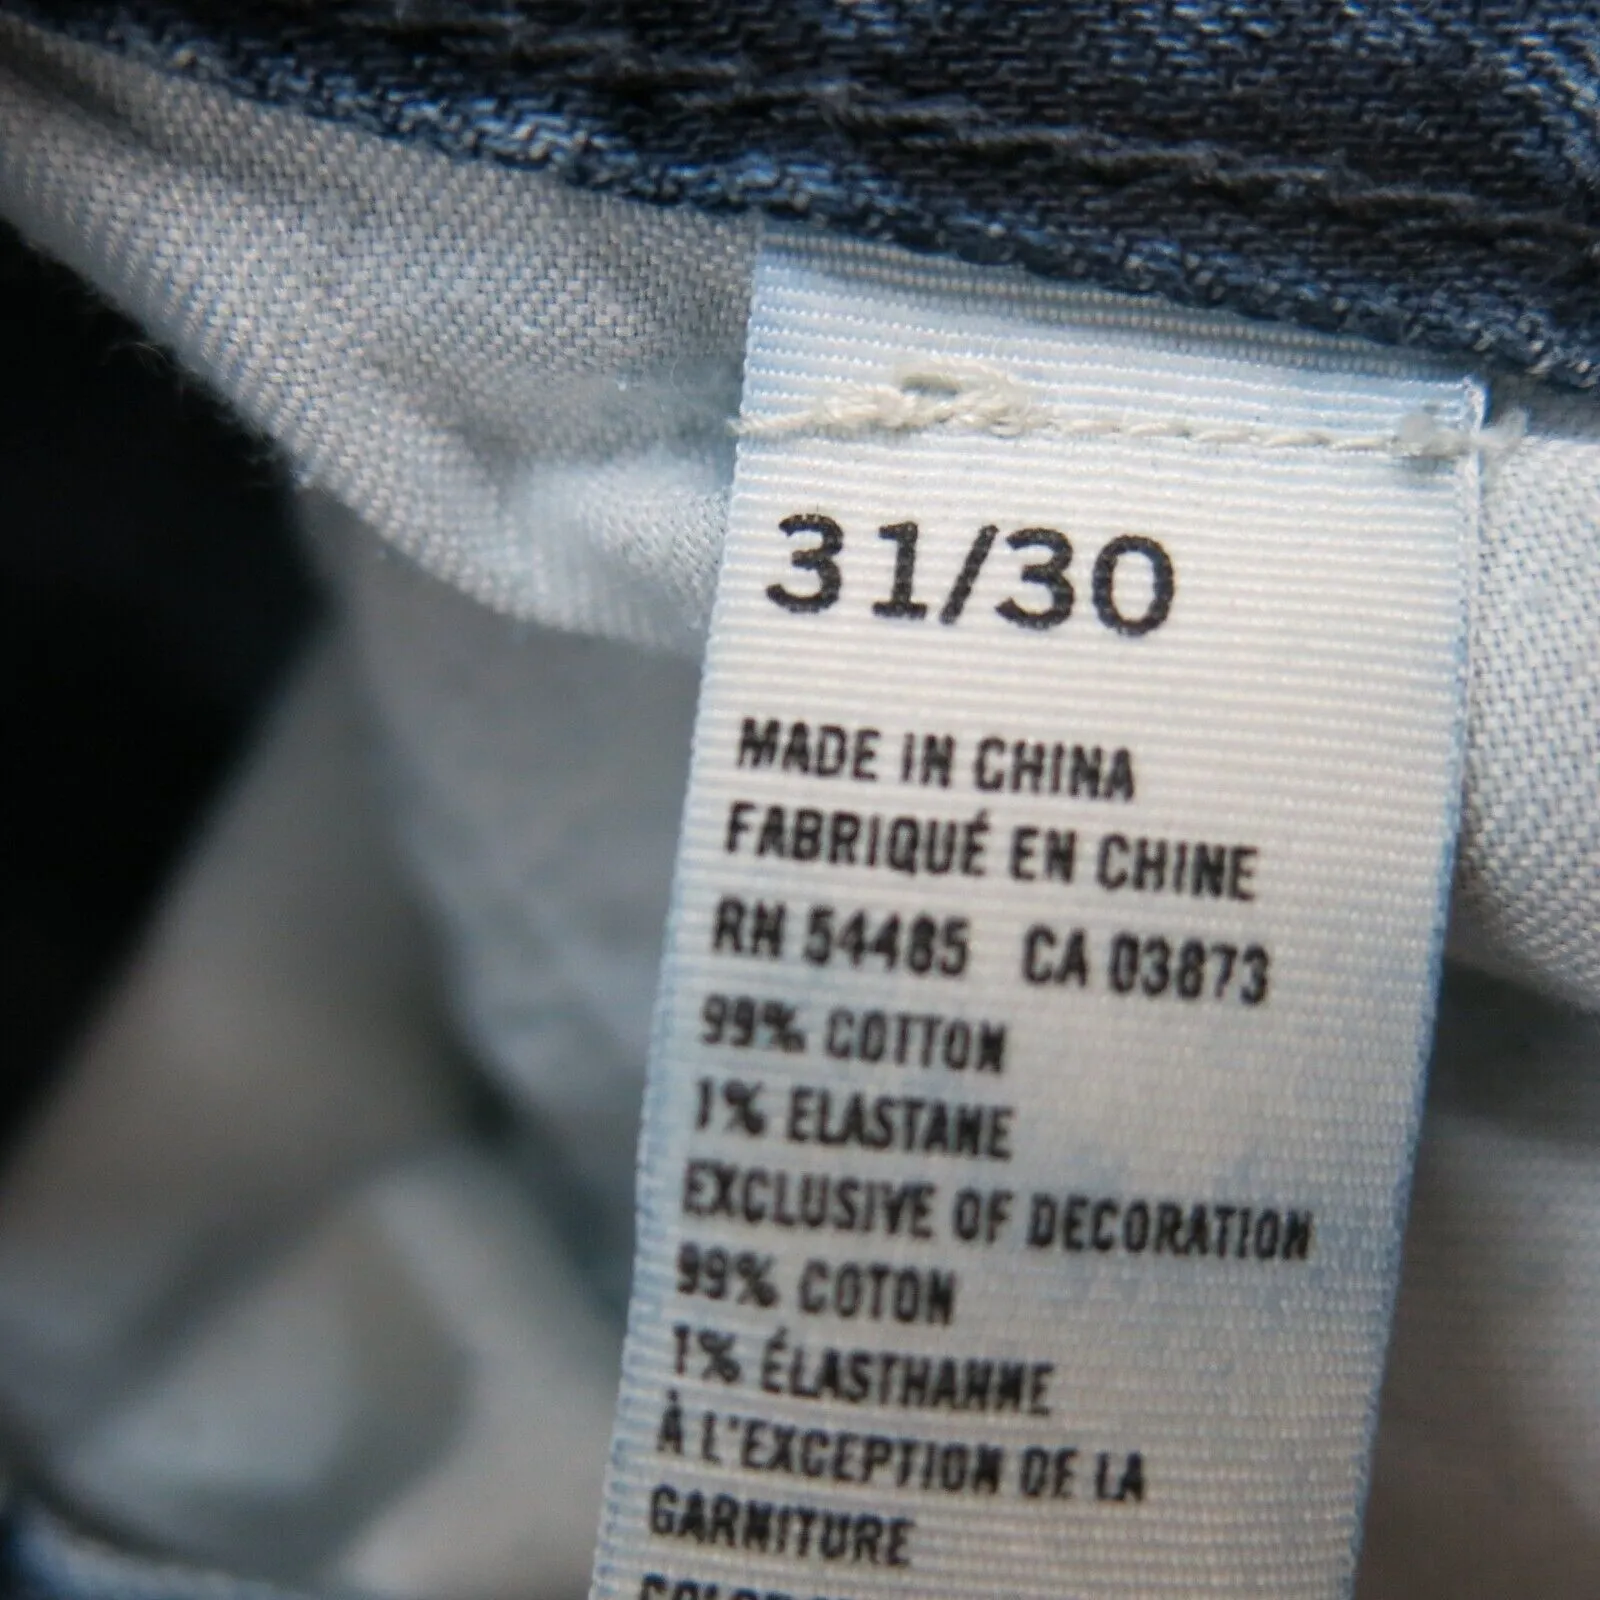 31/30
MADE IN CHINA
FABRIQUÉ EN CHINE
RN 54485 CA 03873
99% COTTON
1% ELASTANE
EXCLUSIVE OF DECORATION
99% COTON
1% ÉLASTHANNE
À L'EXCEPTION DE LA
GARNITURE